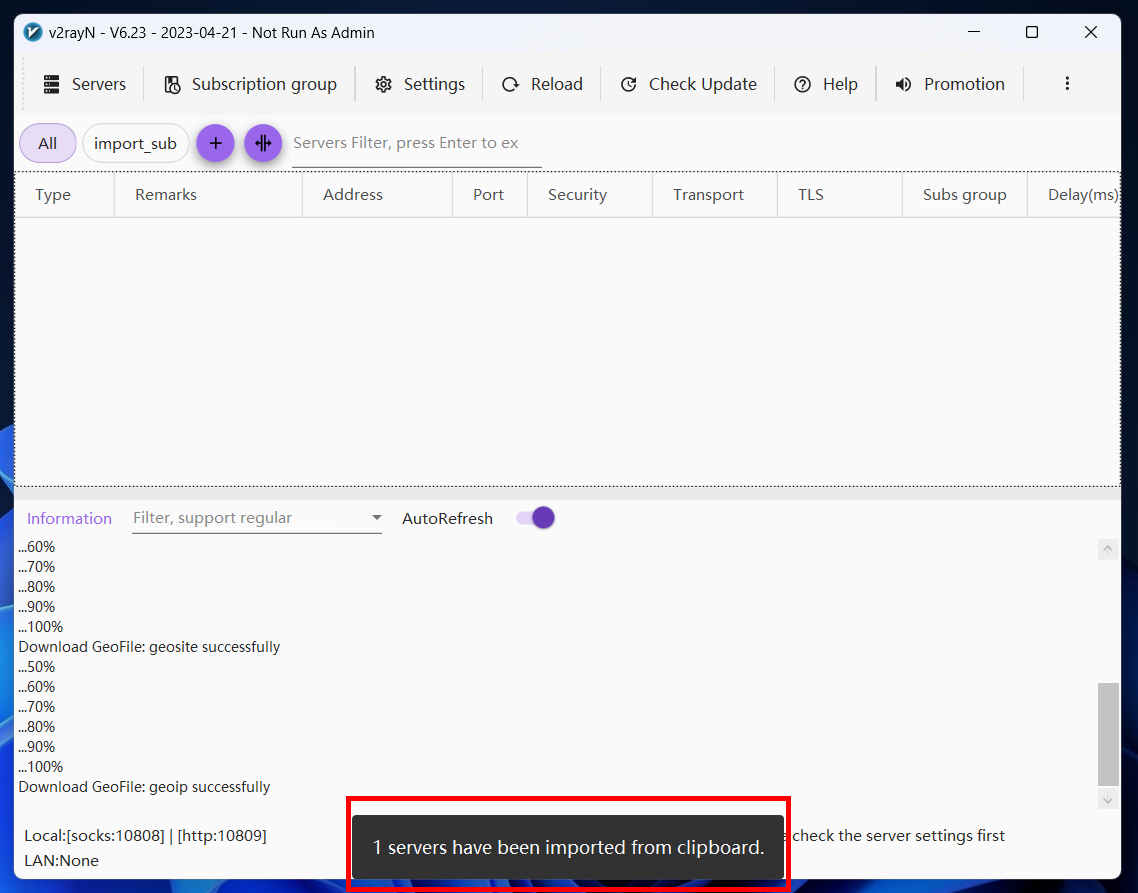 v2rayN - V6.23 - 2023-04-21 - Not Run As Admin
Servers Subscription group Settings Reload Check Update Help Promotion
All import_sub Servers Filter, press Enter to ex
Type Remarks Address Port Security Transport TLS Subs group Delay(ms)
Information Filter, support regular AutoRefresh
...60%
...70%
...80%
...90%
...100%
Download GeoFile: geosite successfully
...50%
...60%
...70%
...80%
...90%
...100%
Download GeoFile: geoip successfully
Local:[socks:10808] | [http:10809] check the server settings first
1 servers have been imported from clipboard.
LAN:None